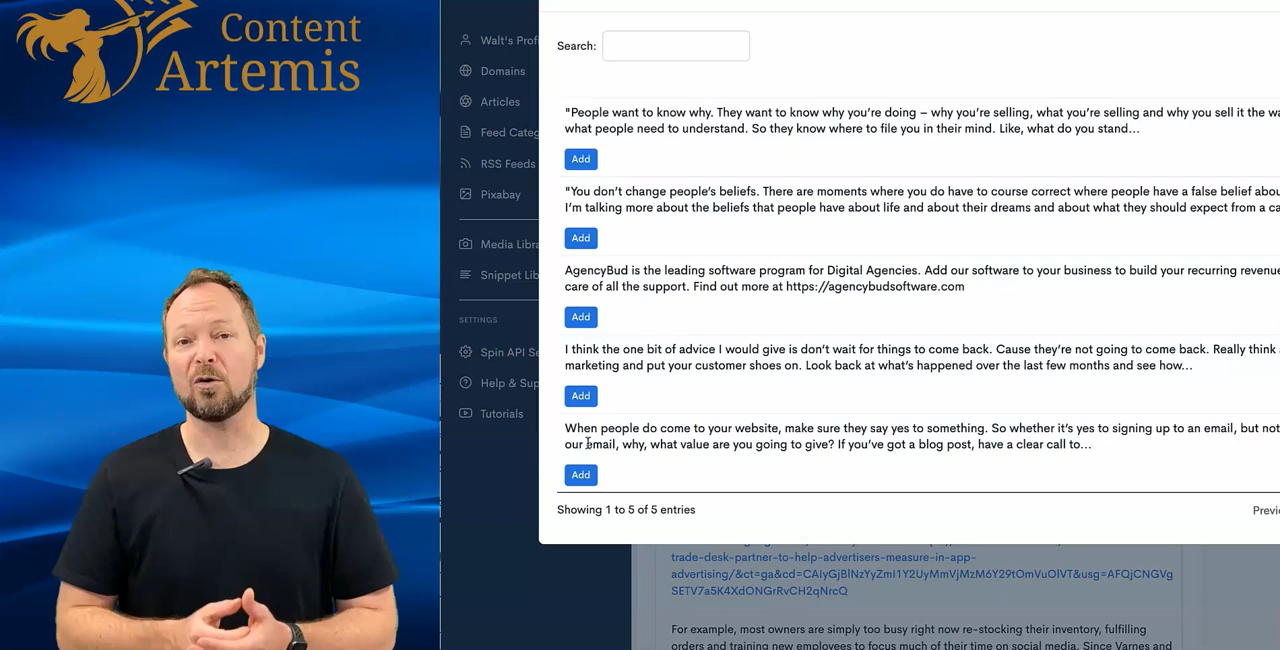 Content
Artemis
Walt's Profi
Domains
Articles
Feed Categ
RSS Feeds
Pixabay
Media Libra
Snippet Lib
SETTINGS
Spin API Se
Help & Sup
Tutorials
Search:
"People want to know why. They want to know why you're doing – why you're selling, what you're selling and why you sell it the wa
what people need to understand. So they know where to file you in their mind. Like, what do you stand...
Add
"You don't change people's beliefs. There are moments where you do have to course correct where people have a false belief abou
I'm talking more about the beliefs that people have about life and about their dreams and about what they should expect from a ca
Add
AgencyBud is the leading software program for Digital Agencies. Add our software to your business to build your recurring revenue
care of all the support. Find out more at https://agencybudsoftware.com
Add
I think the one bit of advice I would give is don't wait for things to come back. Cause they're not going to come back. Really think a
marketing and put your customer shoes on. Look back at what's happened over the last few months and see how...
Add
When people do come to your website, make sure they say yes to something. So whether it's yes to signing up to an email, but not
our email, why, what value are you going to give? If you've got a blog post, have a clear call to...
Add
Showing 1 to 5 of 5 entries
Previ
trade-desk-partner-to-help-advertisers-measure-in-app-
advertising/&ct=ga&cd=CAIyGjBlNzYyZmI1Y2UyMmVjMzM6Y29tOmVuOlVT&usg=AFQjCNGVg
SETV7a5K4XdONGrRvCH2qNrcQ
For example, most owners are simply too busy right now re-stocking their inventory, fulfilling
orders and training new employees to focus much of their time on social media. Since Varnes and